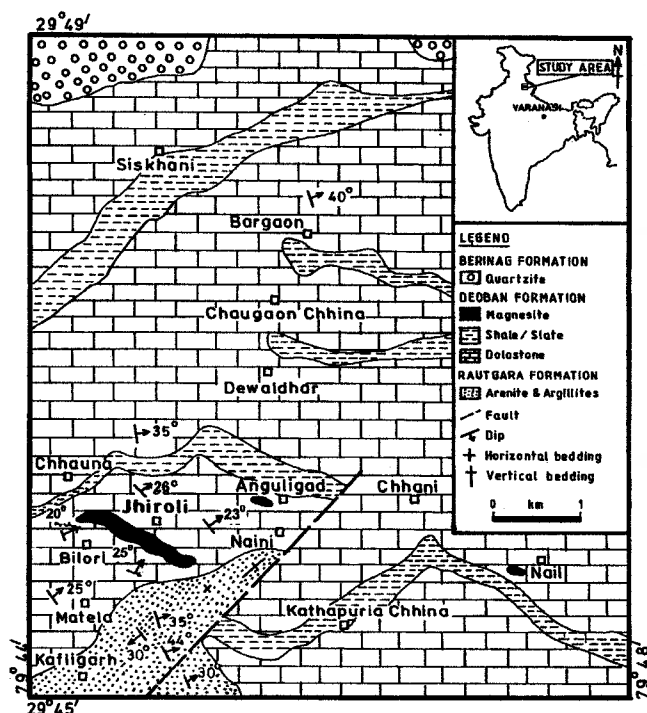 29° 49'
N
STUDY AREA
VARANASI
Siskhani
40°
Bargaon
LEGEND
BERINAG FORMATION
Quartzite
DEOBAN FORMATION
Magnesite
Shale / Slate
Dolostone
RAUTGARA FORMATION
Arenite & Argillites
Fault
Dip
Horizontal bedding
Vertical bedding
0 km 1
Chaugaon Chhina
Dewaldhar
35°
Chhauna
26°
Anguligad
Chhani
Jhiroli
20°
23°
Naini
Bilori
25°
Nail
25°
Matela
35°
Kathapuria Chhina
44°
30°
Kafligarh
30°
79° 44'
29° 45'
79° 48'